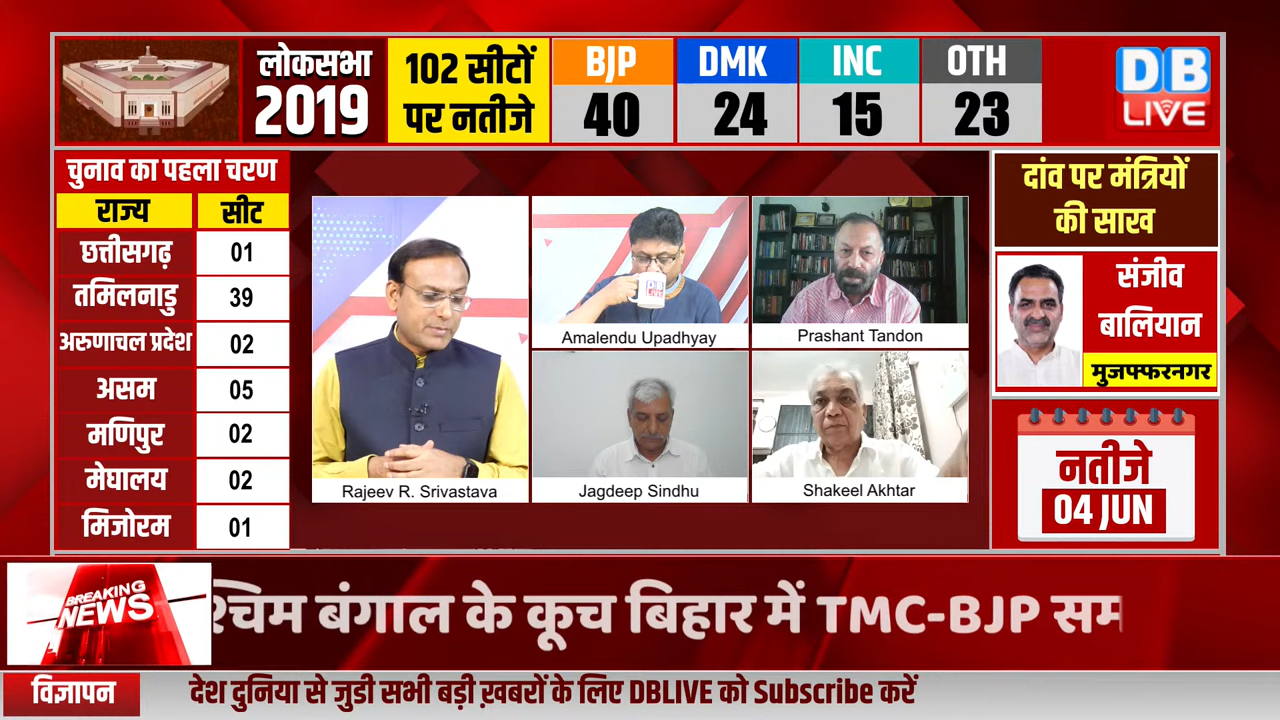 लोकसभा
2019
102 सीटों
पर नतीजे
BJP
40
DMK
24
INC
15
OTH
23
DB
LIVE
चुनाव का पहला चरण
राज्य सीट
छत्तीसगढ़ 01
तमिलनाडु 39
अरुणाचल प्रदेश 02
असम 05
मणिपुर 02
मेघालय 02
मिजोरम 01
DB
LIVE
Amalendu Upadhyay
Prashant Tandon
Rajeev R. Srivastava
Jagdeep Sindhu
Shakeel Akhtar
दांव पर मंत्रियों
की साख
संजीव
बालियान
मुजफ्फरनगर
नतीजे
04 JUN
BREAKING
NEWS
श्चिम बंगाल के कूच बिहार में TMC-BJP सम
विज्ञापन
देश दुनिया से जुडी सभी बड़ी ख़बरों के लिए DBLIVE को Subscribe करें